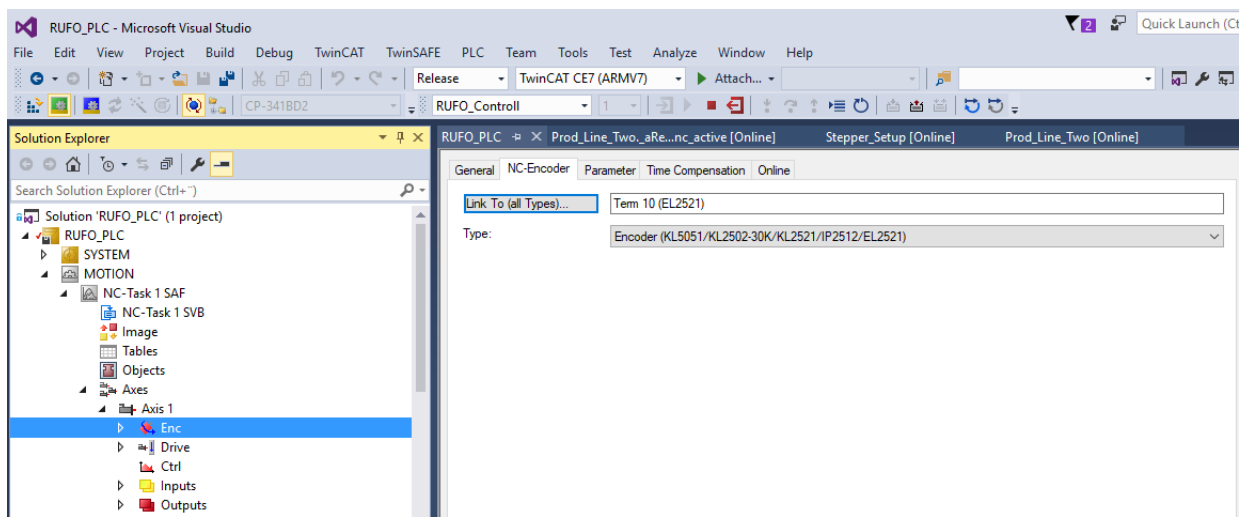 RUFO_PLC - Microsoft Visual Studio
2
Quick Launch (Ct
File Edit View Project Build Debug TwinCAT TwinSAFE PLC Team Tools Test Analyze Window Help
Release TwinCAT CE7 (ARMV7) Attach...
CP-341BD2 RUFO_Controll 1
Solution Explorer
RUFO_PLC Prod_Line_Two._aRe...nc_active [Online] Stepper_Setup [Online] Prod_Line_Two [Online]
General NC-Encoder Parameter Time Compensation Online
Search Solution Explorer (Ctrl+¨)
Link To (all Types)... Term 10 (EL2521)
Type: Encoder (KL5051/KL2502-30K/KL2521/IP2512/EL2521)
Solution 'RUFO_PLC' (1 project)
RUFO_PLC
SYSTEM
MOTION
NC-Task 1 SAF
NC-Task 1 SVB
Image
Tables
Objects
Axes
Axis 1
Enc
Drive
Ctrl
Inputs
Outputs